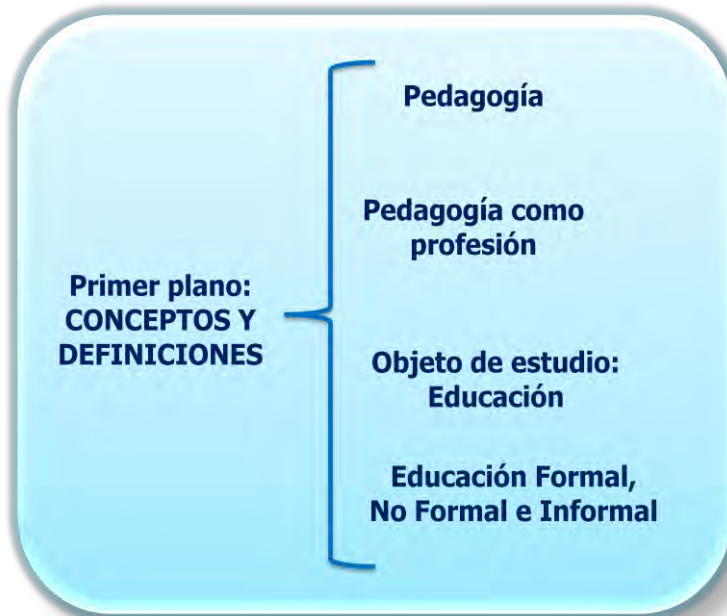 Primer plano:
CONCEPTOS Y
DEFINICIONES
Pedagogía
Pedagogía como
profesión
Objeto de estudio:
Educación
Educación Formal,
No Formal e Informal